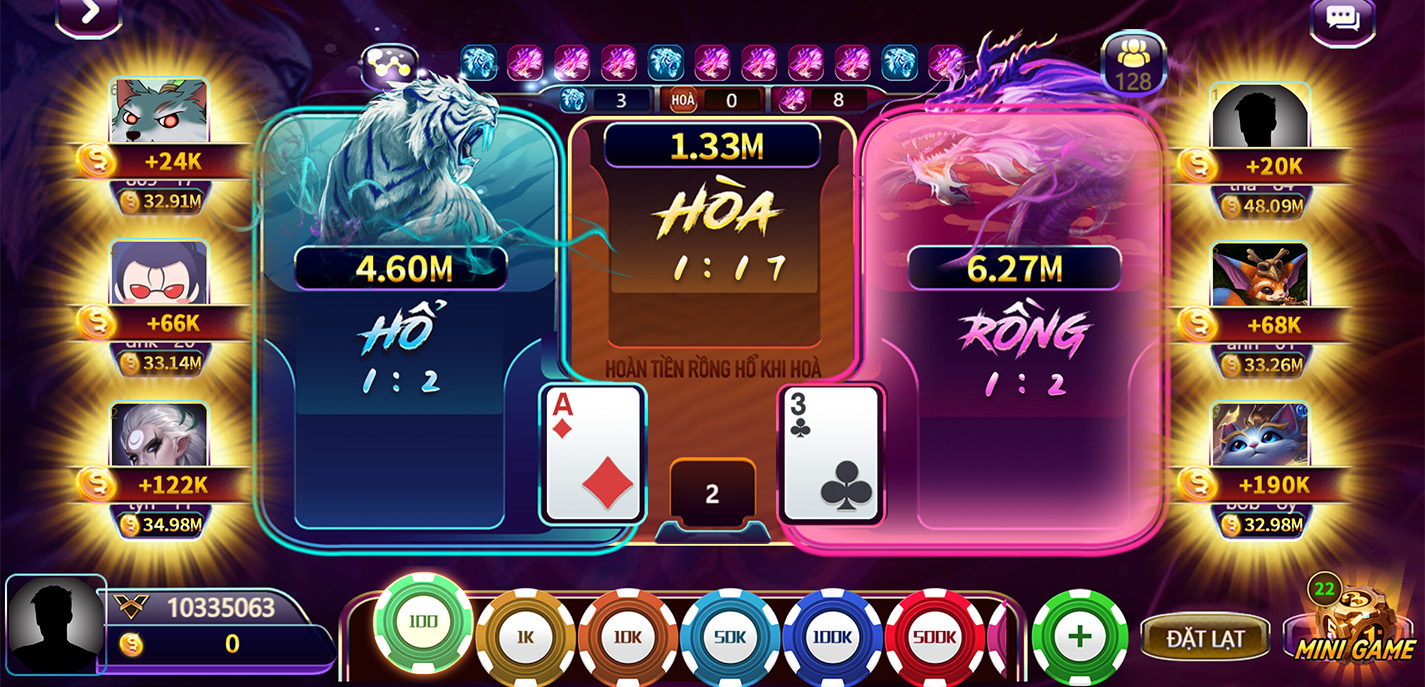 128
3
HOÀ
0
8
1.33M
HÒA
1 : 17
4.60M
HỔ
1 : 2
6.27M
RỒNG
1 : 2
HOÀN TIỀN RỒNG HỔ KHI HOÀ
+24K
32.91M
+66K
33.14M
+122K
34.98M
+20K
48.09M
+68K
33.26M
+190K
32.98M
A
3
2
10335063
0
100
1K
10K
50K
100K
500K
+
ĐẶT LẠT
22
MINI GAME